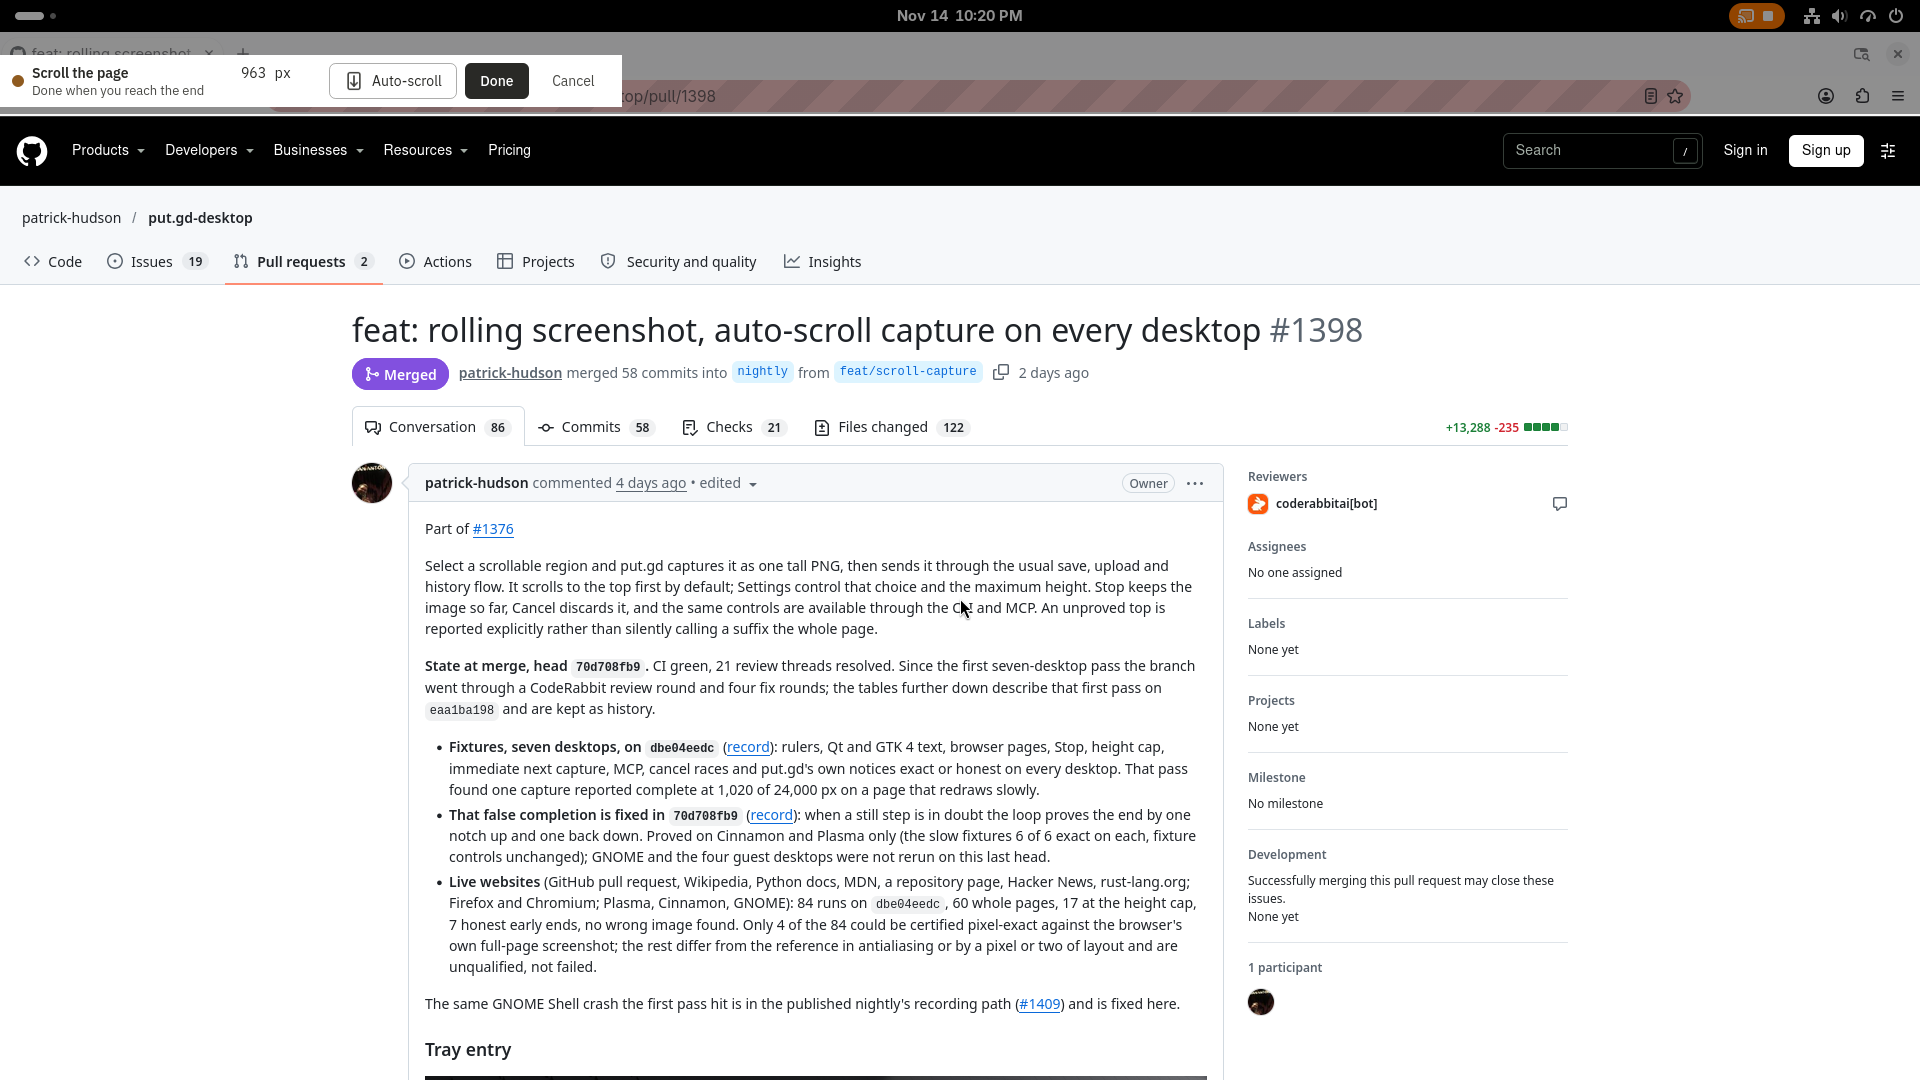 Nov 14 10:20 PM
feat: rolling screenshot
Scroll the page
Done when you reach the end
963 px
Auto-scroll
Done
Cancel
op/pull/1398
Products
Developers
Businesses
Resources
Pricing
Search
/
Sign in
Sign up
patrick-hudson / put.gd-desktop
Code
Issues 19
Pull requests 2
Actions
Projects
Security and quality
Insights
feat: rolling screenshot, auto-scroll capture on every desktop #1398
Merged
patrick-hudson merged 58 commits into nightly from feat/scroll-capture 2 days ago
Conversation 86
Commits 58
Checks 21
Files changed 122
+13,288 -235
patrick-hudson commented 4 days ago • edited
Owner
Part of #1376
Select a scrollable region and put.gd captures it as one tall PNG, then sends it through the usual save, upload and
history flow. It scrolls to the top first by default; Settings control that choice and the maximum height. Stop keeps the
image so far, Cancel discards it, and the same controls are available through the CLI and MCP. An unproved top is
reported explicitly rather than silently calling a suffix the whole page.
State at merge, head 70d708fb9 . CI green, 21 review threads resolved. Since the first seven-desktop pass the branch
went through a CodeRabbit review round and four fix rounds; the tables further down describe that first pass on
eaa1ba198 and are kept as history.
• Fixtures, seven desktops, on dbe04eedc (record): rulers, Qt and GTK 4 text, browser pages, Stop, height cap,
immediate next capture, MCP, cancel races and put.gd's own notices exact or honest on every desktop. That pass
found one capture reported complete at 1,020 of 24,000 px on a page that redraws slowly.
• That false completion is fixed in 70d708fb9 (record): when a still step is in doubt the loop proves the end by one
notch up and one back down. Proved on Cinnamon and Plasma only (the slow fixtures 6 of 6 exact on each, fixture
controls unchanged); GNOME and the four guest desktops were not rerun on this last head.
• Live websites (GitHub pull request, Wikipedia, Python docs, MDN, a repository page, Hacker News, rust-lang.org;
Firefox and Chromium; Plasma, Cinnamon, GNOME): 84 runs on dbe04eedc, 60 whole pages, 17 at the height cap,
7 honest early ends, no wrong image found. Only 4 of the 84 could be certified pixel-exact against the browser's
own full-page screenshot; the rest differ from the reference in antialiasing or by a pixel or two of layout and are
unqualified, not failed.
The same GNOME Shell crash the first pass hit is in the published nightly's recording path (#1409) and is fixed here.
Tray entry
Reviewers
coderabbitai[bot]
Assignees
No one assigned
Labels
None yet
Projects
None yet
Milestone
No milestone
Development
Successfully merging this pull request may close these
issues.
None yet
1 participant